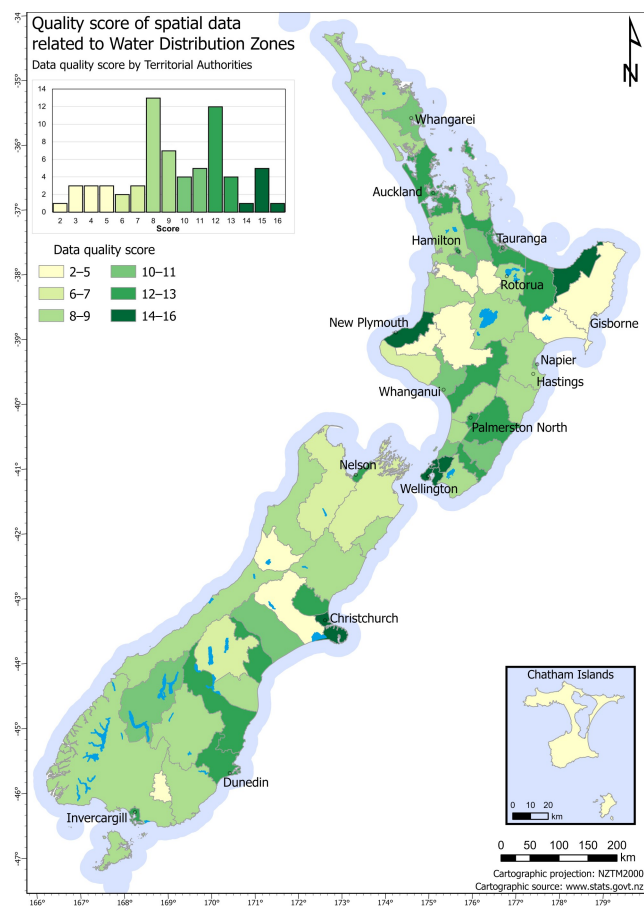 Quality score of spatial data
related to Water Distribution Zones
Data quality score by Territorial Authorities
14
12
10
8
6
4
2
0
2 3 4 5 6 7 8 9 10 11 12 13 14 15 16
Score
Data quality score
2–5 10–11
6–7 12–13
8–9 14–16
N
Whangarei
Auckland
Hamilton
Tauranga
Rotorua
New Plymouth
Gisborne
Napier
Hastings
Whanganui
Palmerston North
Nelson
Wellington
Christchurch
Dunedin
Invercargill
Chatham Islands
0 10 20
km
0 50 100 150 200
km
Cartographic projection: NZTM2000
Cartographic source: www.stats.govt.nz
-34
-35°
-36°
-37°
-38°
-39°
-40°
-41°
-42°
-43°
-44°
-45°
-46°
-47°
166° 167° 168° 169° 170° 171° 172° 173° 174° 175° 176° 177° 178° 179°